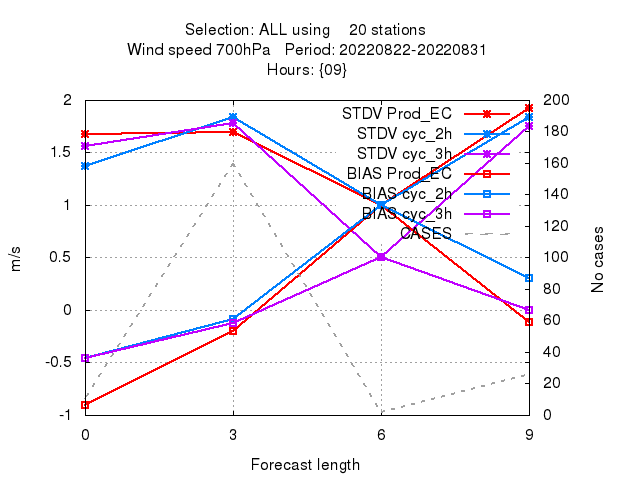 Selection: ALL using 20 stations
Wind speed 700hPa Period: 20220822-20220831
Hours: {09}
STDV Prod_EC
STDV cyc_2h
STDV cyc_3h
BIAS Prod_EC
BIAS cyc_2h
BIAS cyc_3h
CASES
2
1.5
1
0.5
0
-0.5
-1
200
180
160
140
120
100
80
60
40
20
0
m/s
No cases
0 3 6 9
Forecast length